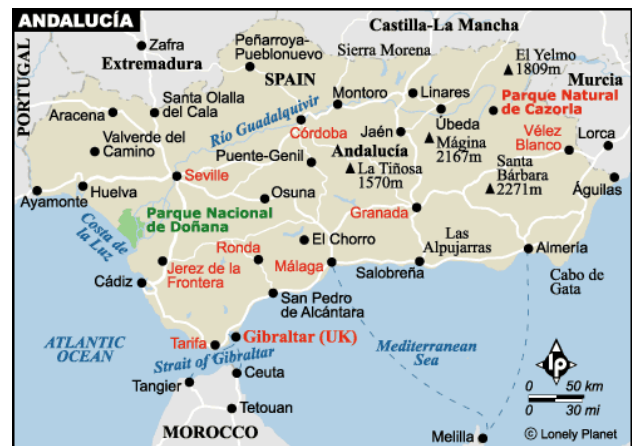 ANDALUCÍA
Castilla-La Mancha
PORTUGAL
Zafra
Extremadura
Peñarroya-
Pueblonuevo
Sierra Morena
SPAIN
El Yelmo
▲ 1809m
Murcia
Aracena
Santa Olalla
del Cala
Río Guadalquivir
Montoro
Linares
Parque Natural
de Cazorla
Valverde del
Camino
Córdoba
Jaén
Úbeda
Vélez
Blanco
Lorca
Puente-Genil
Andalucía
Mágina
2167m
Seville
▲ La Tiñosa
1570m
Santa
Bárbara
▲ 2271m
Ayamonte
Huelva
Osuna
Águilas
Costa de
la Luz
Parque Nacional
de Doñana
Granada
El Chorro
Las
Alpujarras
Almería
Ronda
Málaga
Salobreña
Cádiz
Jerez de la
Frontera
San Pedro
de Alcántara
Cabo de
Gata
ATLANTIC
OCEAN
Tarifa
Gibraltar (UK)
Strait of Gibraltar
Mediterranean
Sea
Tangier
Ceuta
lp
0 50 km
0 30 mi
Tetouan
MOROCCO
Melilla
© Lonely Planet